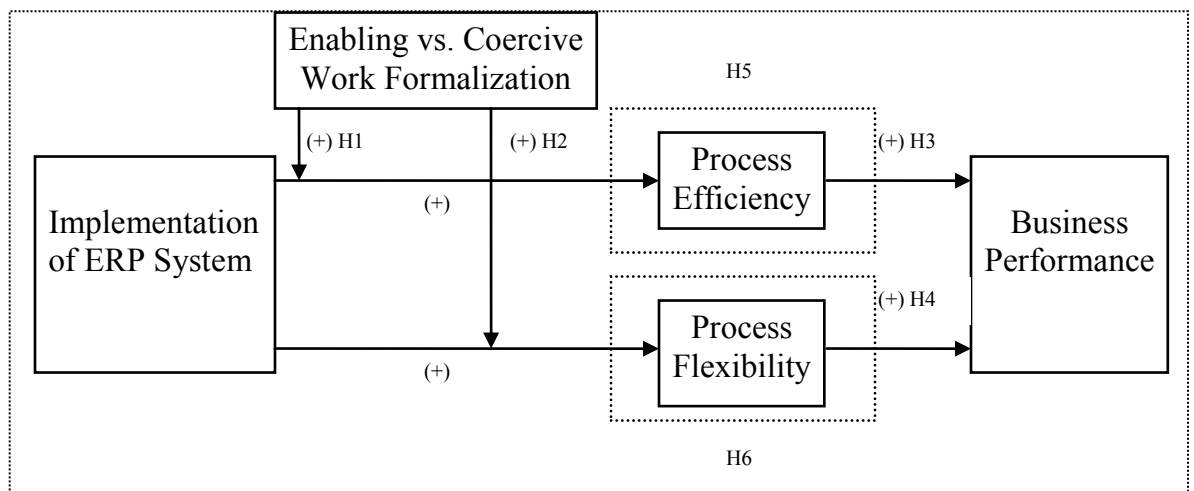 Enabling vs. Coercive
Work Formalization
H5
(+) H1
(+) H2
(+) H3
Process
Efficiency
(+)
Implementation
of ERP System
Business
Performance
(+) H4
Process
Flexibility
(+)
H6